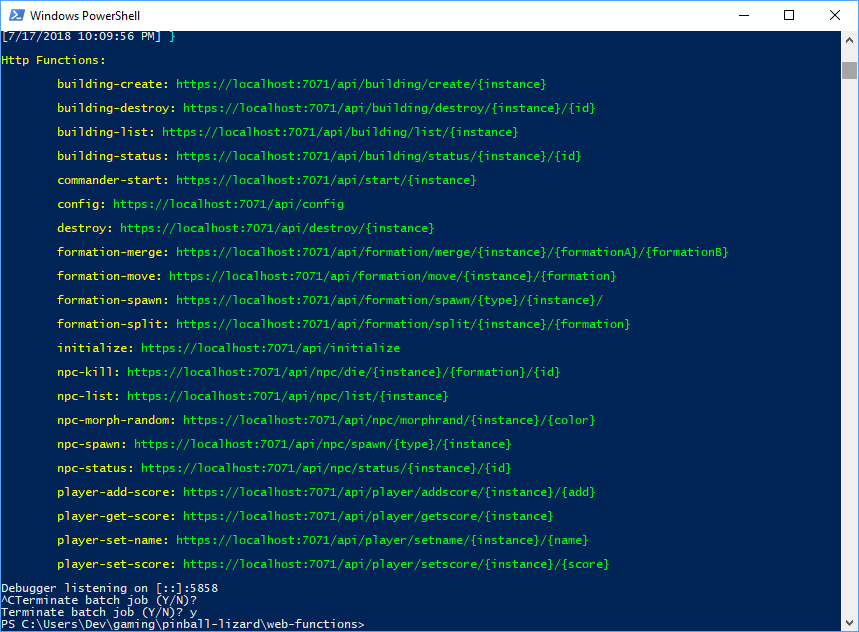 Windows PowerShell
[7/17/2018 10:09:56 PM] }
Http Functions:
building-create: https://localhost:7071/api/building/create/{instance}
building-destroy: https://localhost:7071/api/building/destroy/{instance}/{id}
building-list: https://localhost:7071/api/building/list/{instance}
building-status: https://localhost:7071/api/building/status/{instance}/{id}
commander-start: https://localhost:7071/api/start/{instance}
config: https://localhost:7071/api/config
destroy: https://localhost:7071/api/destroy/{instance}
formation-merge: https://localhost:7071/api/formation/merge/{instance}/{formationA}/{formationB}
formation-move: https://localhost:7071/api/formation/move/{instance}/{formation}
formation-spawn: https://localhost:7071/api/formation/spawn/{type}/{instance}/
formation-split: https://localhost:7071/api/formation/split/{instance}/{formation}
initialize: https://localhost:7071/api/initialize
npc-kill: https://localhost:7071/api/npc/die/{instance}/{formation}/{id}
npc-list: https://localhost:7071/api/npc/list/{instance}
npc-morph-random: https://localhost:7071/api/npc/morphrand/{instance}/{color}
npc-spawn: https://localhost:7071/api/npc/spawn/{type}/{instance}
npc-status: https://localhost:7071/api/npc/status/{instance}/{id}
player-add-score: https://localhost:7071/api/player/addscore/{instance}/{add}
player-get-score: https://localhost:7071/api/player/getscore/{instance}
player-set-name: https://localhost:7071/api/player/setname/{instance}/{name}
player-set-score: https://localhost:7071/api/player/setscore/{instance}/{score}
Debugger listening on [::]:5858
^CTerminate batch job (Y/N)?
Terminate batch job (Y/N)? y
PS C:\Users\Dev\gaming\pinball-lizard\web-functions>